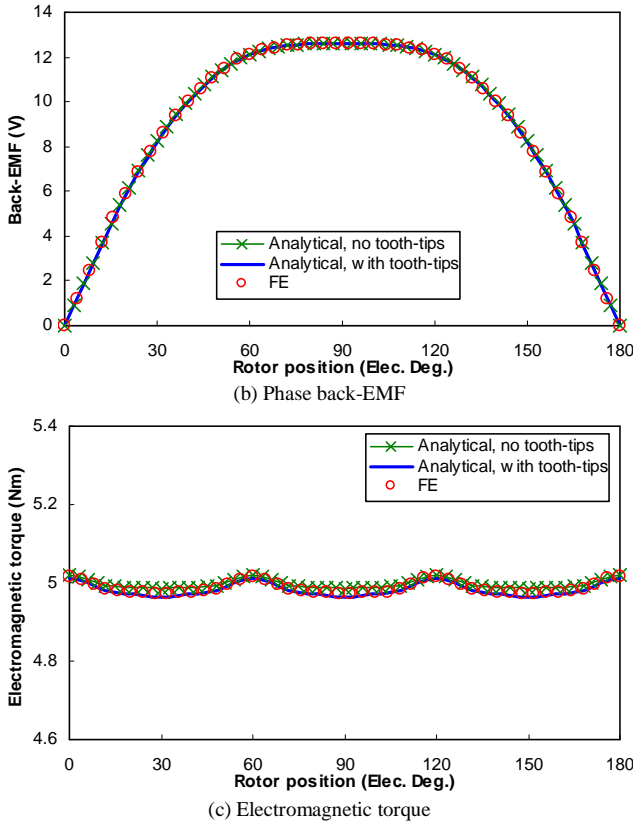 14
12
10
8
6
4
2
0
Back-EMF (V)
Analytical, no tooth-tips
Analytical, with tooth-tips
FE
0 30 60 90 120 150 180
Rotor position (Elec. Deg.)
(b) Phase back-EMF
5.4
5.2
5
4.8
4.6
Electromagnetic torque (Nm)
Analytical, no tooth-tips
Analytical, with tooth-tips
FE
0 30 60 90 120 150 180
Rotor position (Elec. Deg.)
(c) Electromagnetic torque